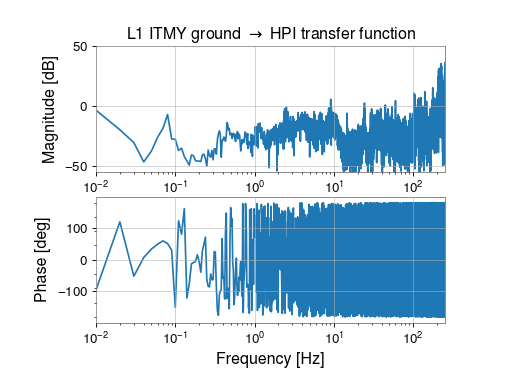 L1 ITMY ground → HPI transfer function
Magnitude [dB]
50
0
−50
10⁻² 10⁻¹ 10⁰ 10¹ 10²
Phase [deg]
100
0
−100
10⁻² 10⁻¹ 10⁰ 10¹ 10²
Frequency [Hz]